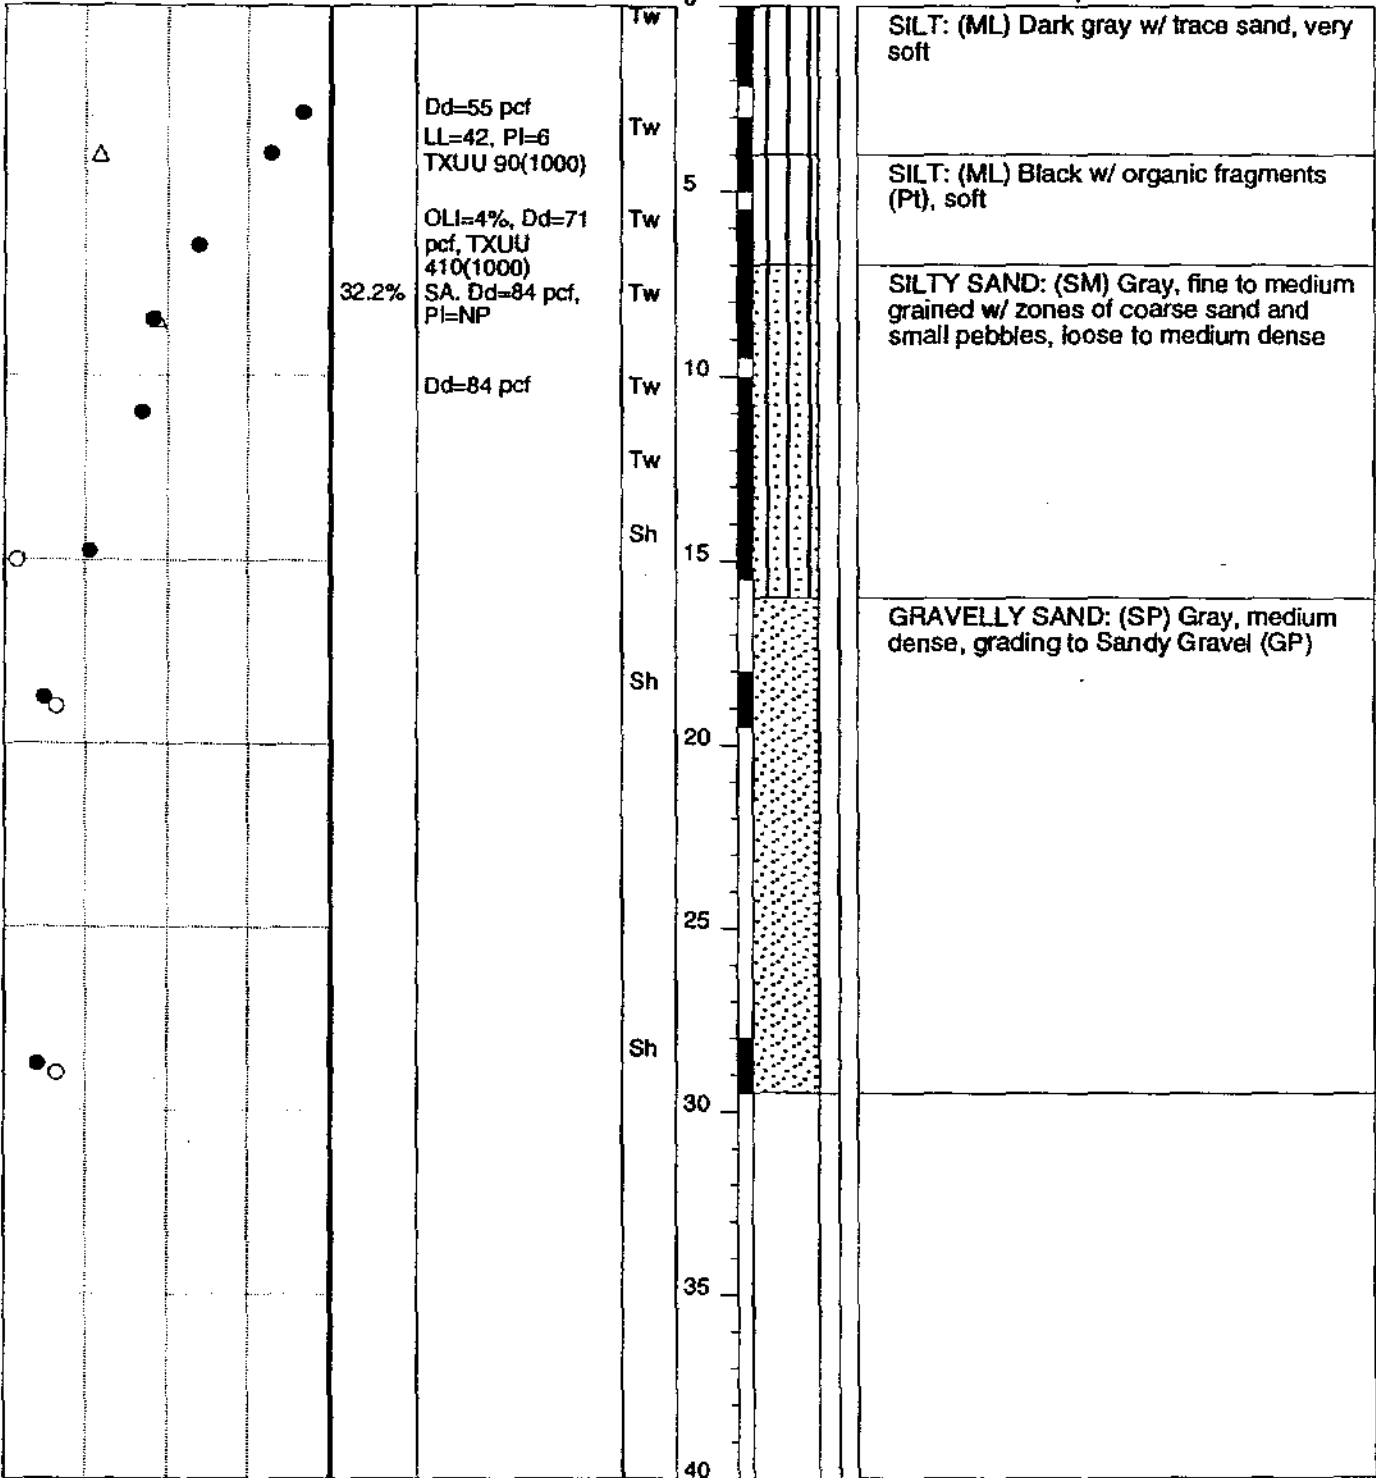 Tw
SILT: (ML) Dark gray w/ trace sand, very
soft
Dd=55 pcf
LL=42, PI=6
TXUU 90(1000)
Tw
5
SILT: (ML) Black w/ organic fragments
(Pt), soft
OLI=4%, Dd=71
pcf, TXUU
410(1000)
Tw
32.2%
SA. Dd=84 pcf,
PI=NP
Tw
SILTY SAND: (SM) Gray, fine to medium
grained w/ zones of coarse sand and
small pebbles, loose to medium dense
10
Dd=84 pcf
Tw
Tw
Sh
15
GRAVELLY SAND: (SP) Gray, medium
dense, grading to Sandy Gravel (GP)
Sh
20
25
Sh
30
35
40